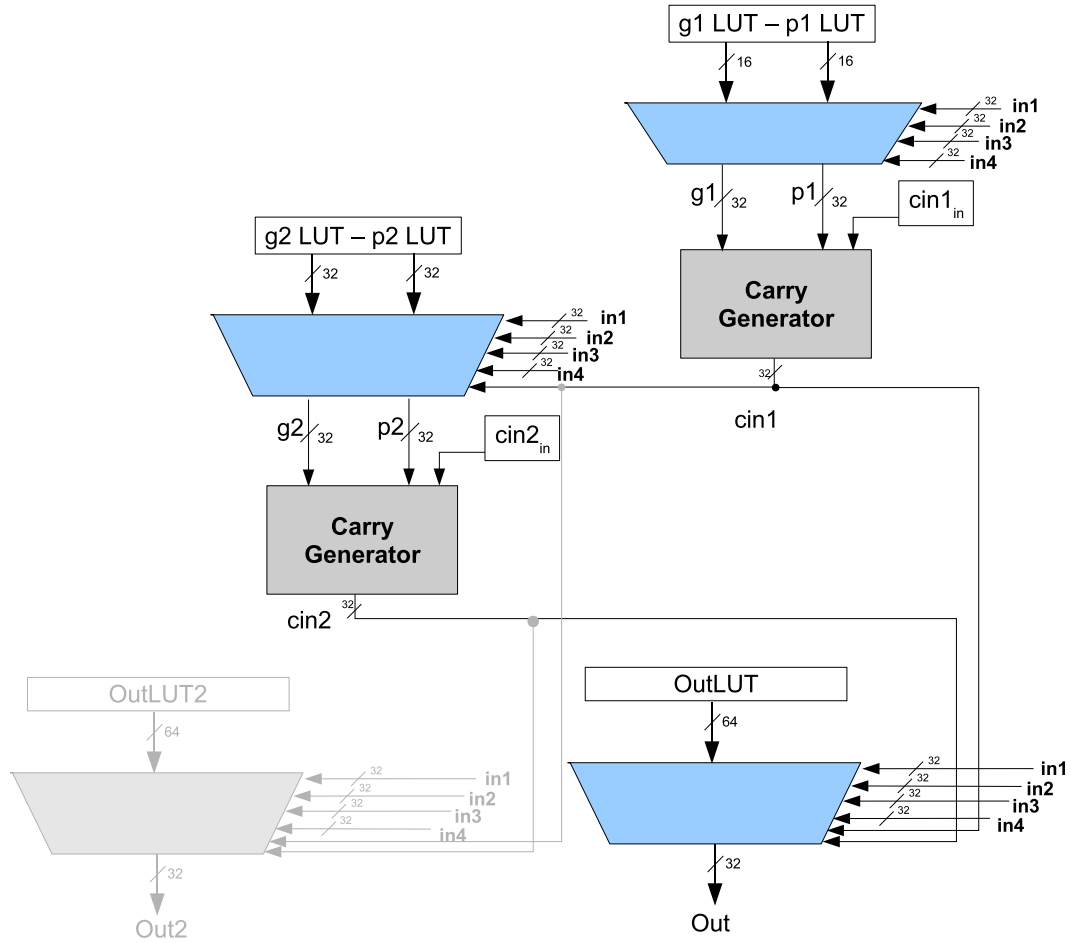 g1 LUT – p1 LUT
16 16
32 in1
32 in2
32 in3
32 in4
g1 32 p1 32
cin1in
Carry
Generator
32
cin1
g2 LUT – p2 LUT
32 32
32 in1
32 in2
32 in3
32 in4
g2 32 p2 32
cin2in
Carry
Generator
32
cin2
OutLUT2
64
32 in1
32 in2
32 in3
32 in4
32
Out2
OutLUT
64
32 in1
32 in2
32 in3
32 in4
32
Out